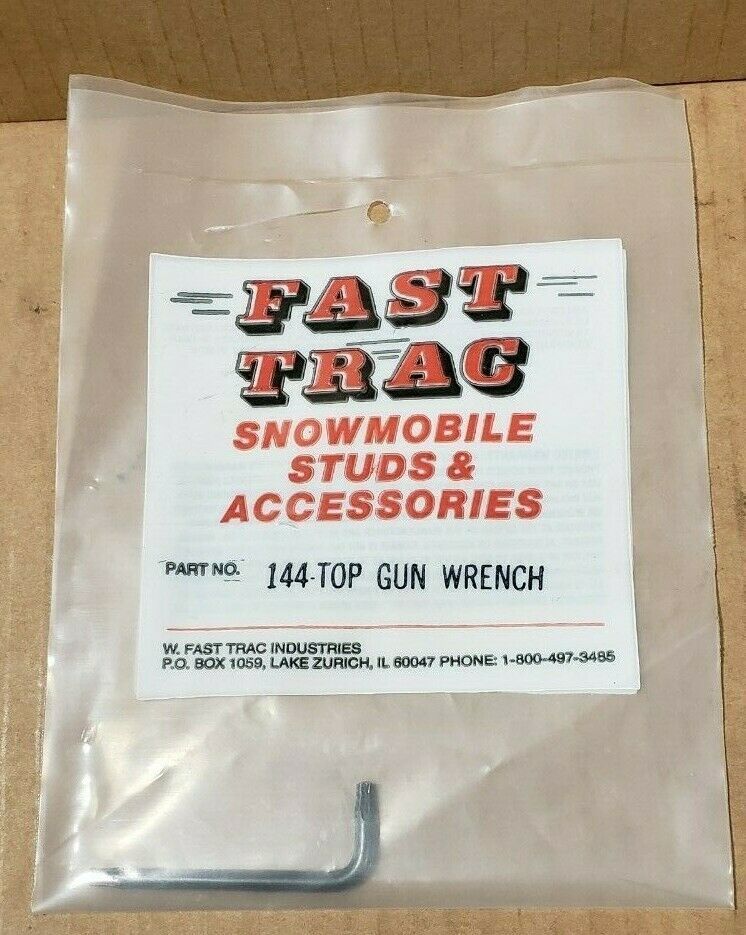 FAST
TRAC
SNOWMOBILE
STUDS &
ACCESSORIES
PART NO. 144-TOP GUN WRENCH
W. FAST TRAC INDUSTRIES
P.O. BOX 1059, LAKE ZURICH, IL 60047 PHONE: 1-800-497-3485